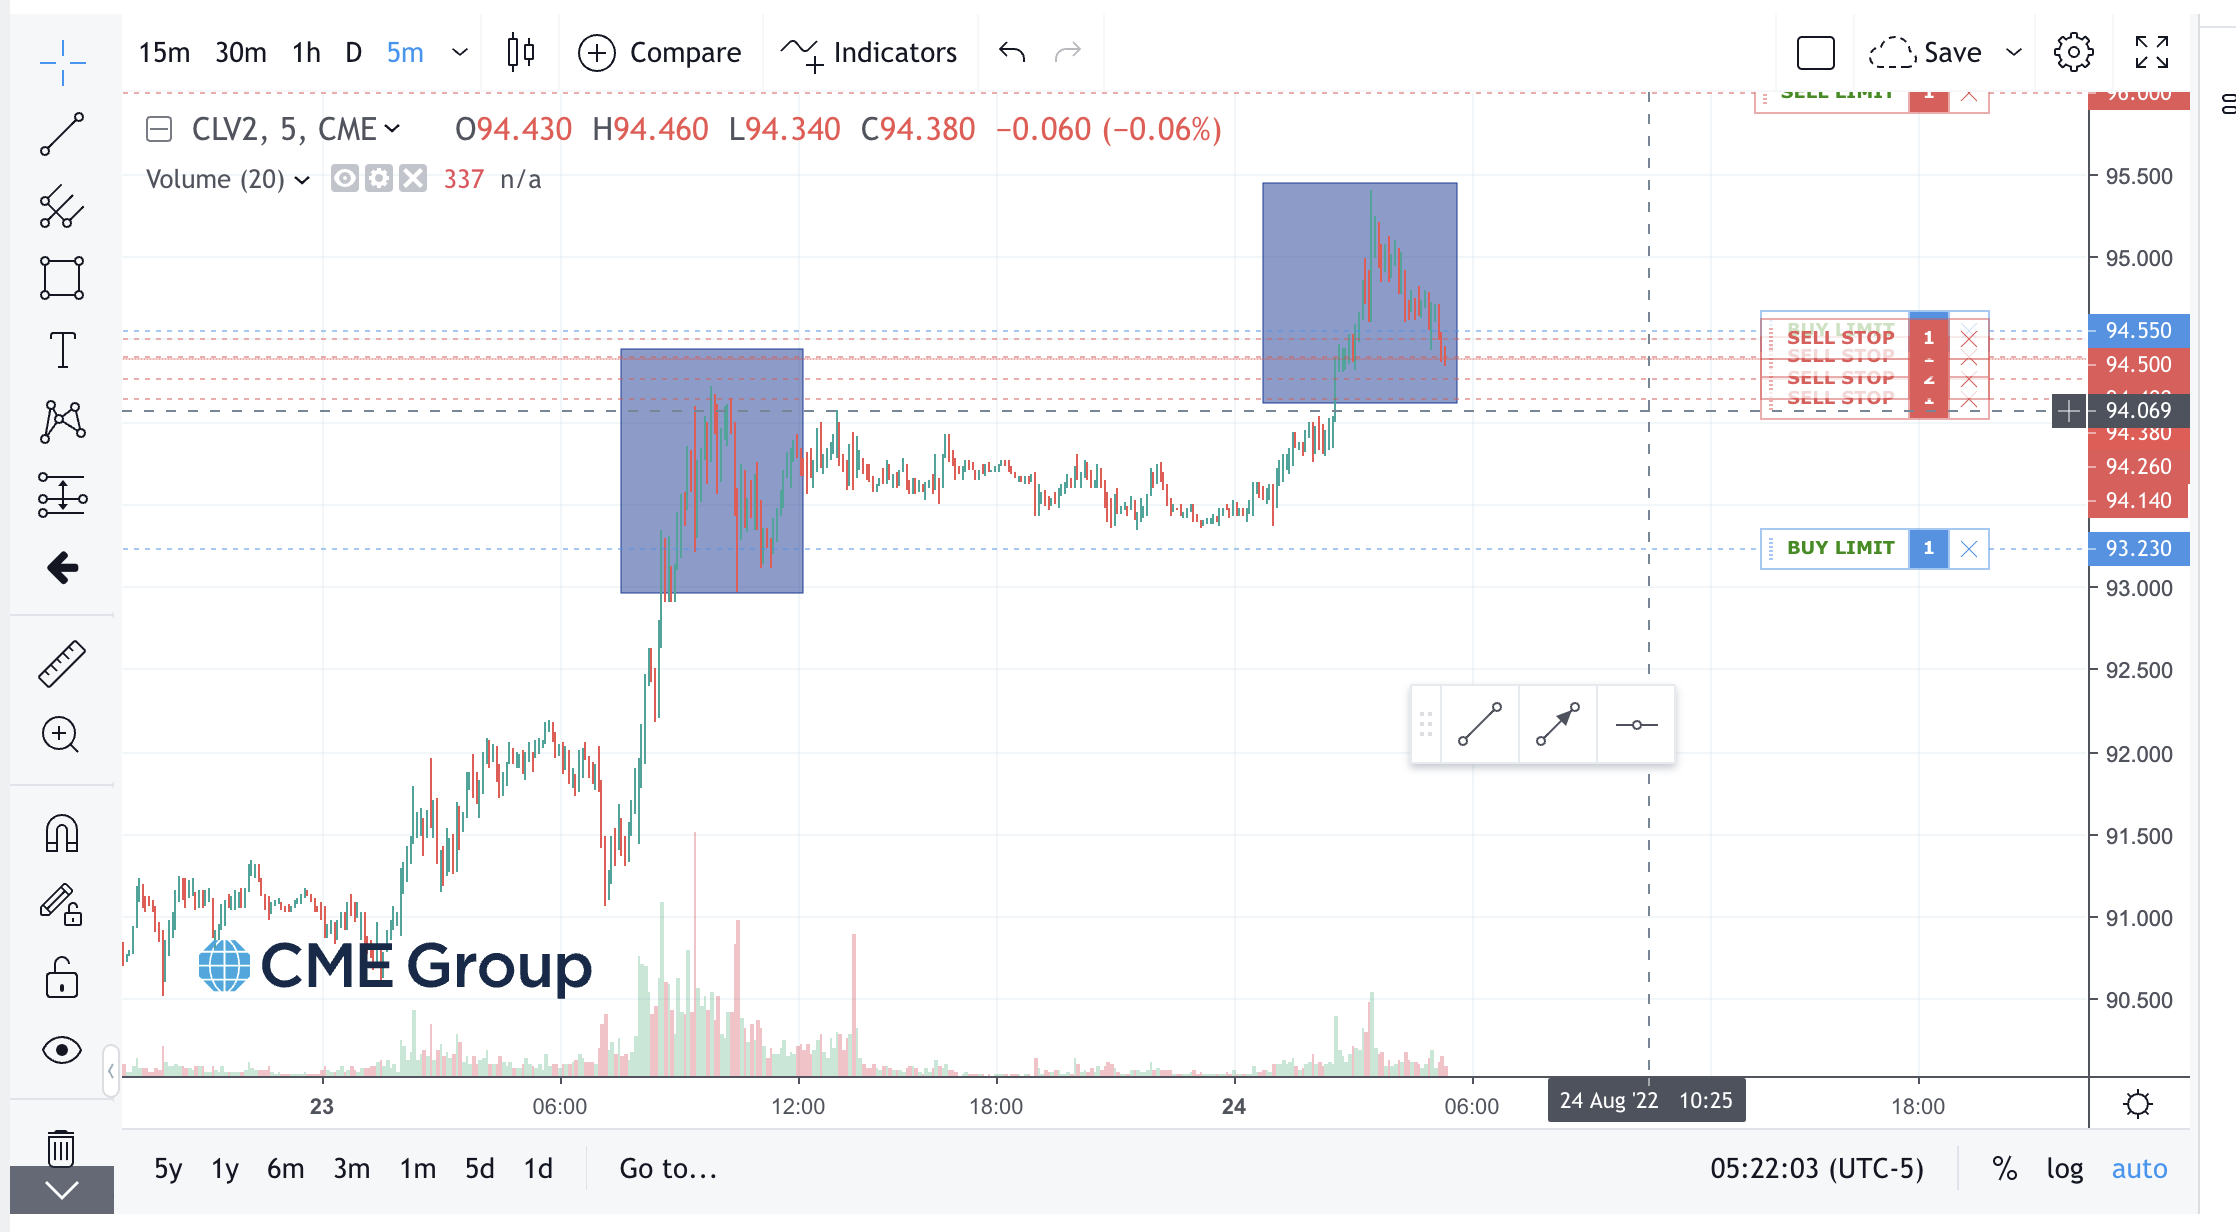 15m 30m 1h D 5m Compare Indicators Save
SELL LIMIT 1 96.000
CLV2, 5, CME O94.430 H94.460 L94.340 C94.380 −0.060 (−0.06%)
Volume (20) 337 n/a
95.500
95.000
BUY LIMIT 94.550
SELL STOP 1
SELL STOP 94.500
SELL STOP 2
SELL STOP
94.069
94.380
94.260
94.140
BUY LIMIT 1 93.230
93.000
92.500
92.000
91.500
91.000
CME Group
90.500
23 06:00 12:00 18:00 24 06:00 24 Aug '22 10:25 18:00
5y 1y 6m 3m 1m 5d 1d Go to... 05:22:03 (UTC-5) % log auto
T